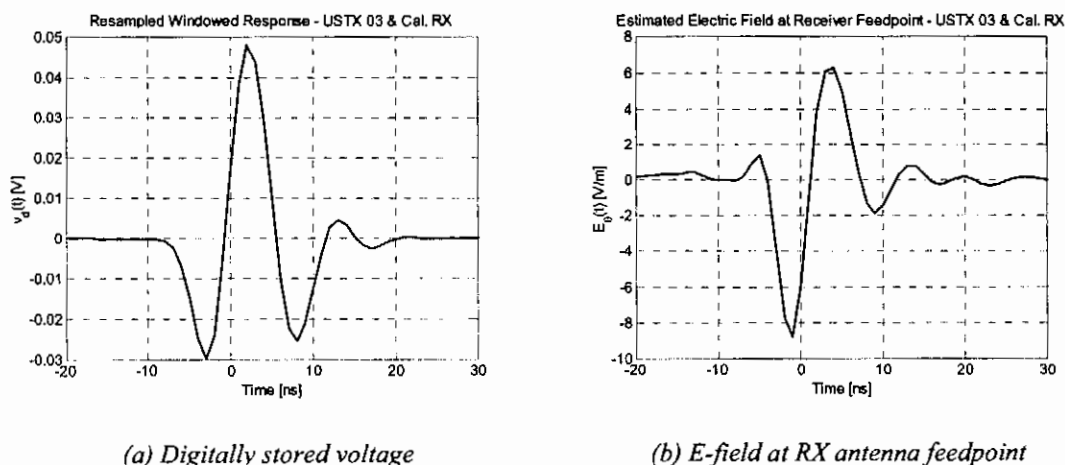 Resampled Windowed Response - USTX 03 & Cal. RX
0.05
0.04
0.03
0.02
0.01
0
-0.01
-0.02
-0.03
v_d(t) [V]
-20 -10 0 10 20 30
Time [ns]
(a) Digitally stored voltage
Estimated Electric Field at Receiver Feedpoint - USTX 03 & Cal. RX
8
6
4
2
0
-2
-4
-6
-8
-10
E_θ(t) [V/m]
-20 -10 0 10 20 30
Time [ns]
(b) E-field at RX antenna feedpoint